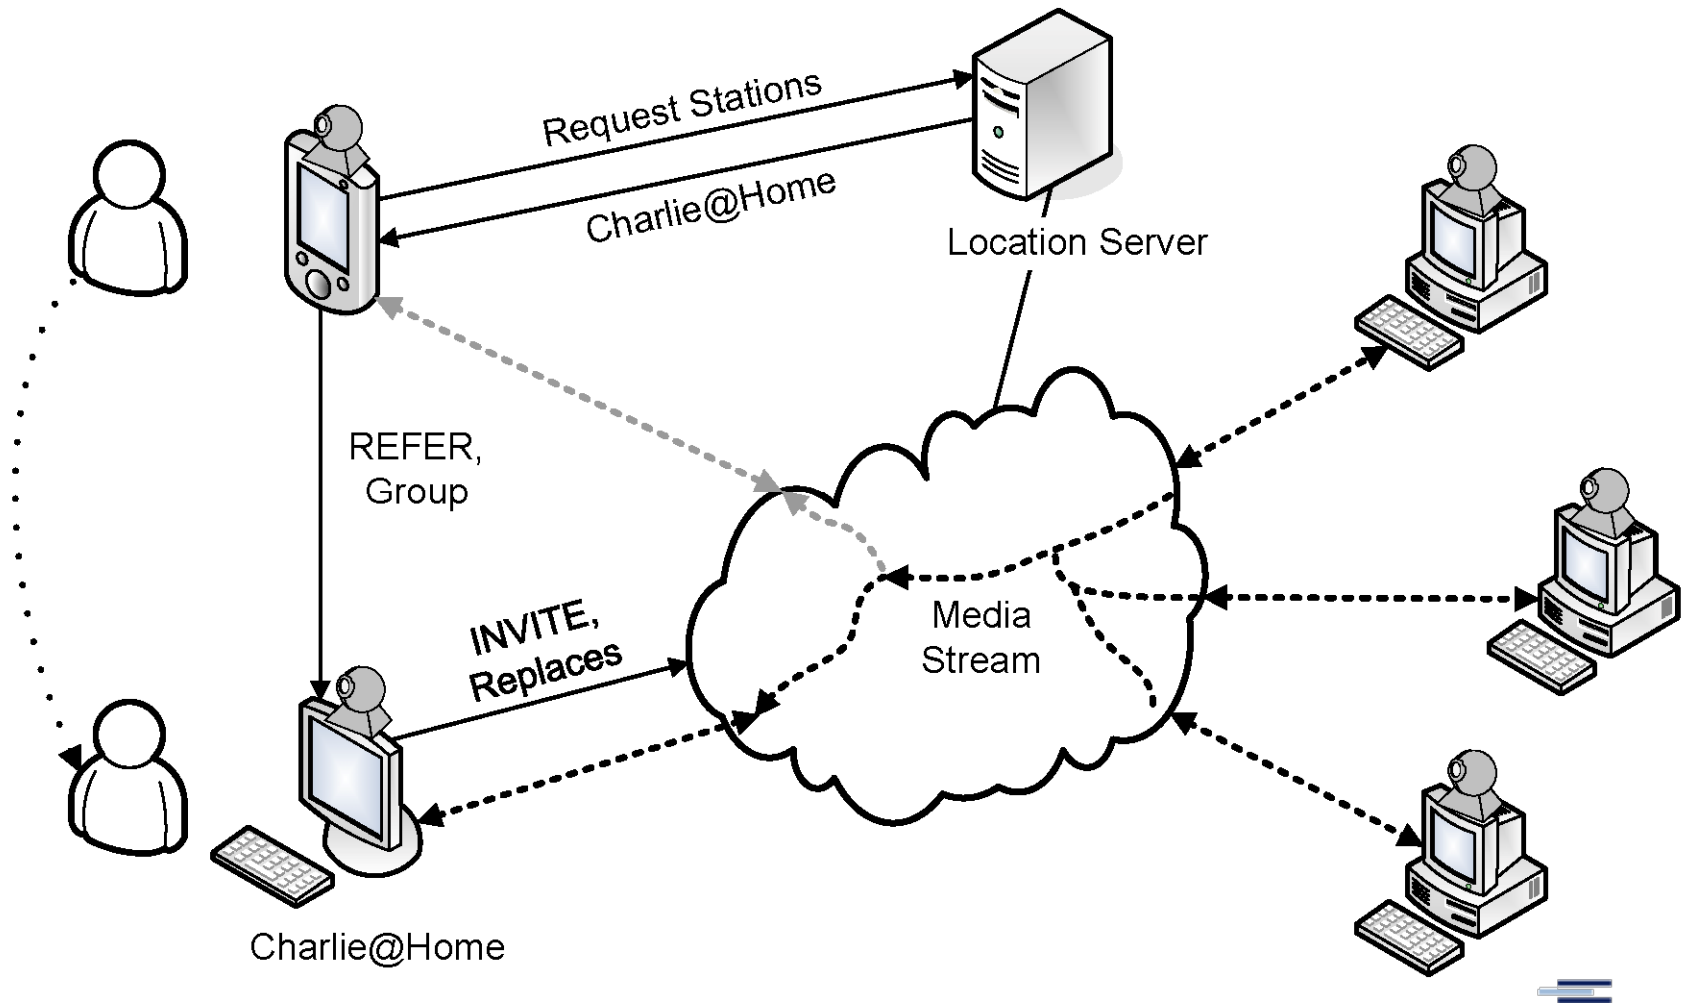 Request Stations
Charlie@Home
Location Server
REFER,
Group
INVITE,
Replaces
Media
Stream
Charlie@Home